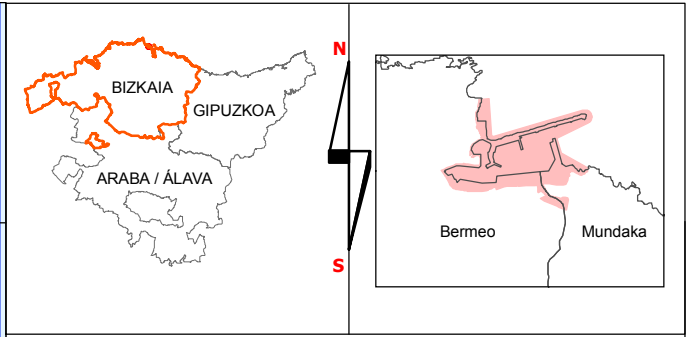 BIZKAIA
GIPUZKOA
ARABA / ÁLAVA
N
S
Bermeo
Mundaka